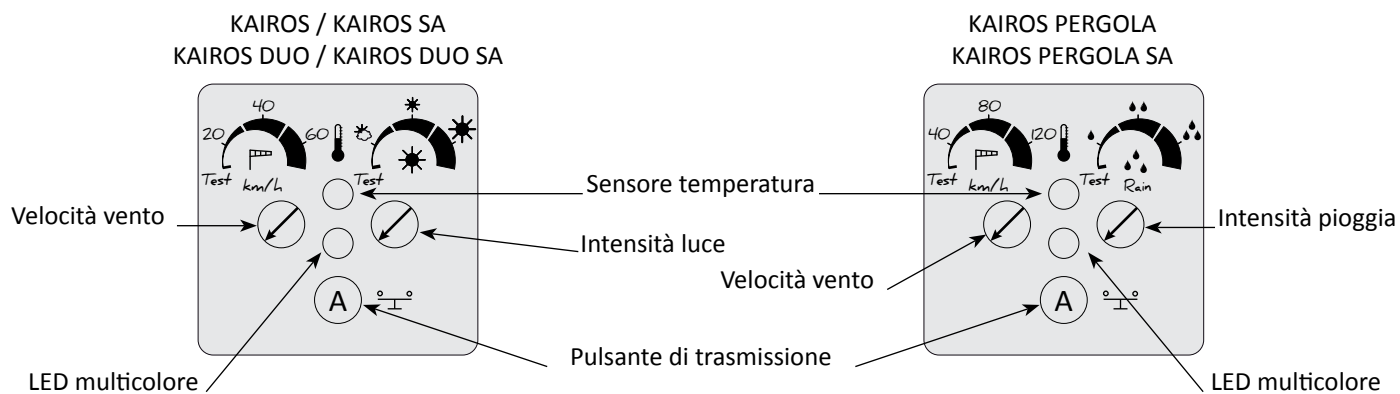 KAIROS / KAIROS SA
KAIROS DUO / KAIROS DUO SA
KAIROS PERGOLA
KAIROS PERGOLA SA
40
20
60
Test
km/h
Test
80
40
120
Test
km/h
Test
Rain
Velocità vento
Sensore temperatura
Intensità luce
Velocità vento
Intensità pioggia
A
A
Pulsante di trasmissione
LED multicolore
LED multicolore